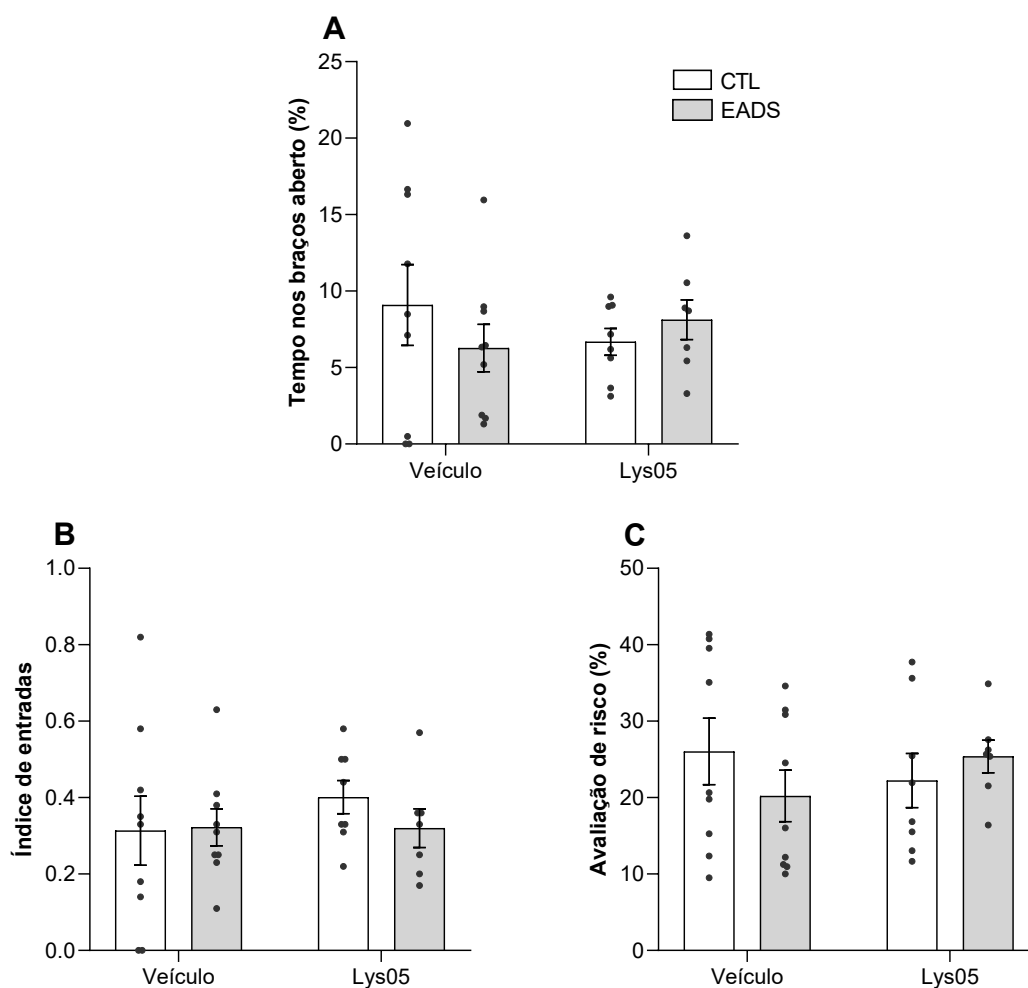 A
Tempo nos braços aberto (%)
25
20
15
10
5
0
CTL
EADS
Veículo
Lys05
B
Índice de entradas
1.0
0.8
0.6
0.4
0.2
0.0
Veículo
Lys05
C
Avaliação de risco (%)
50
40
30
20
10
0
Veículo
Lys05